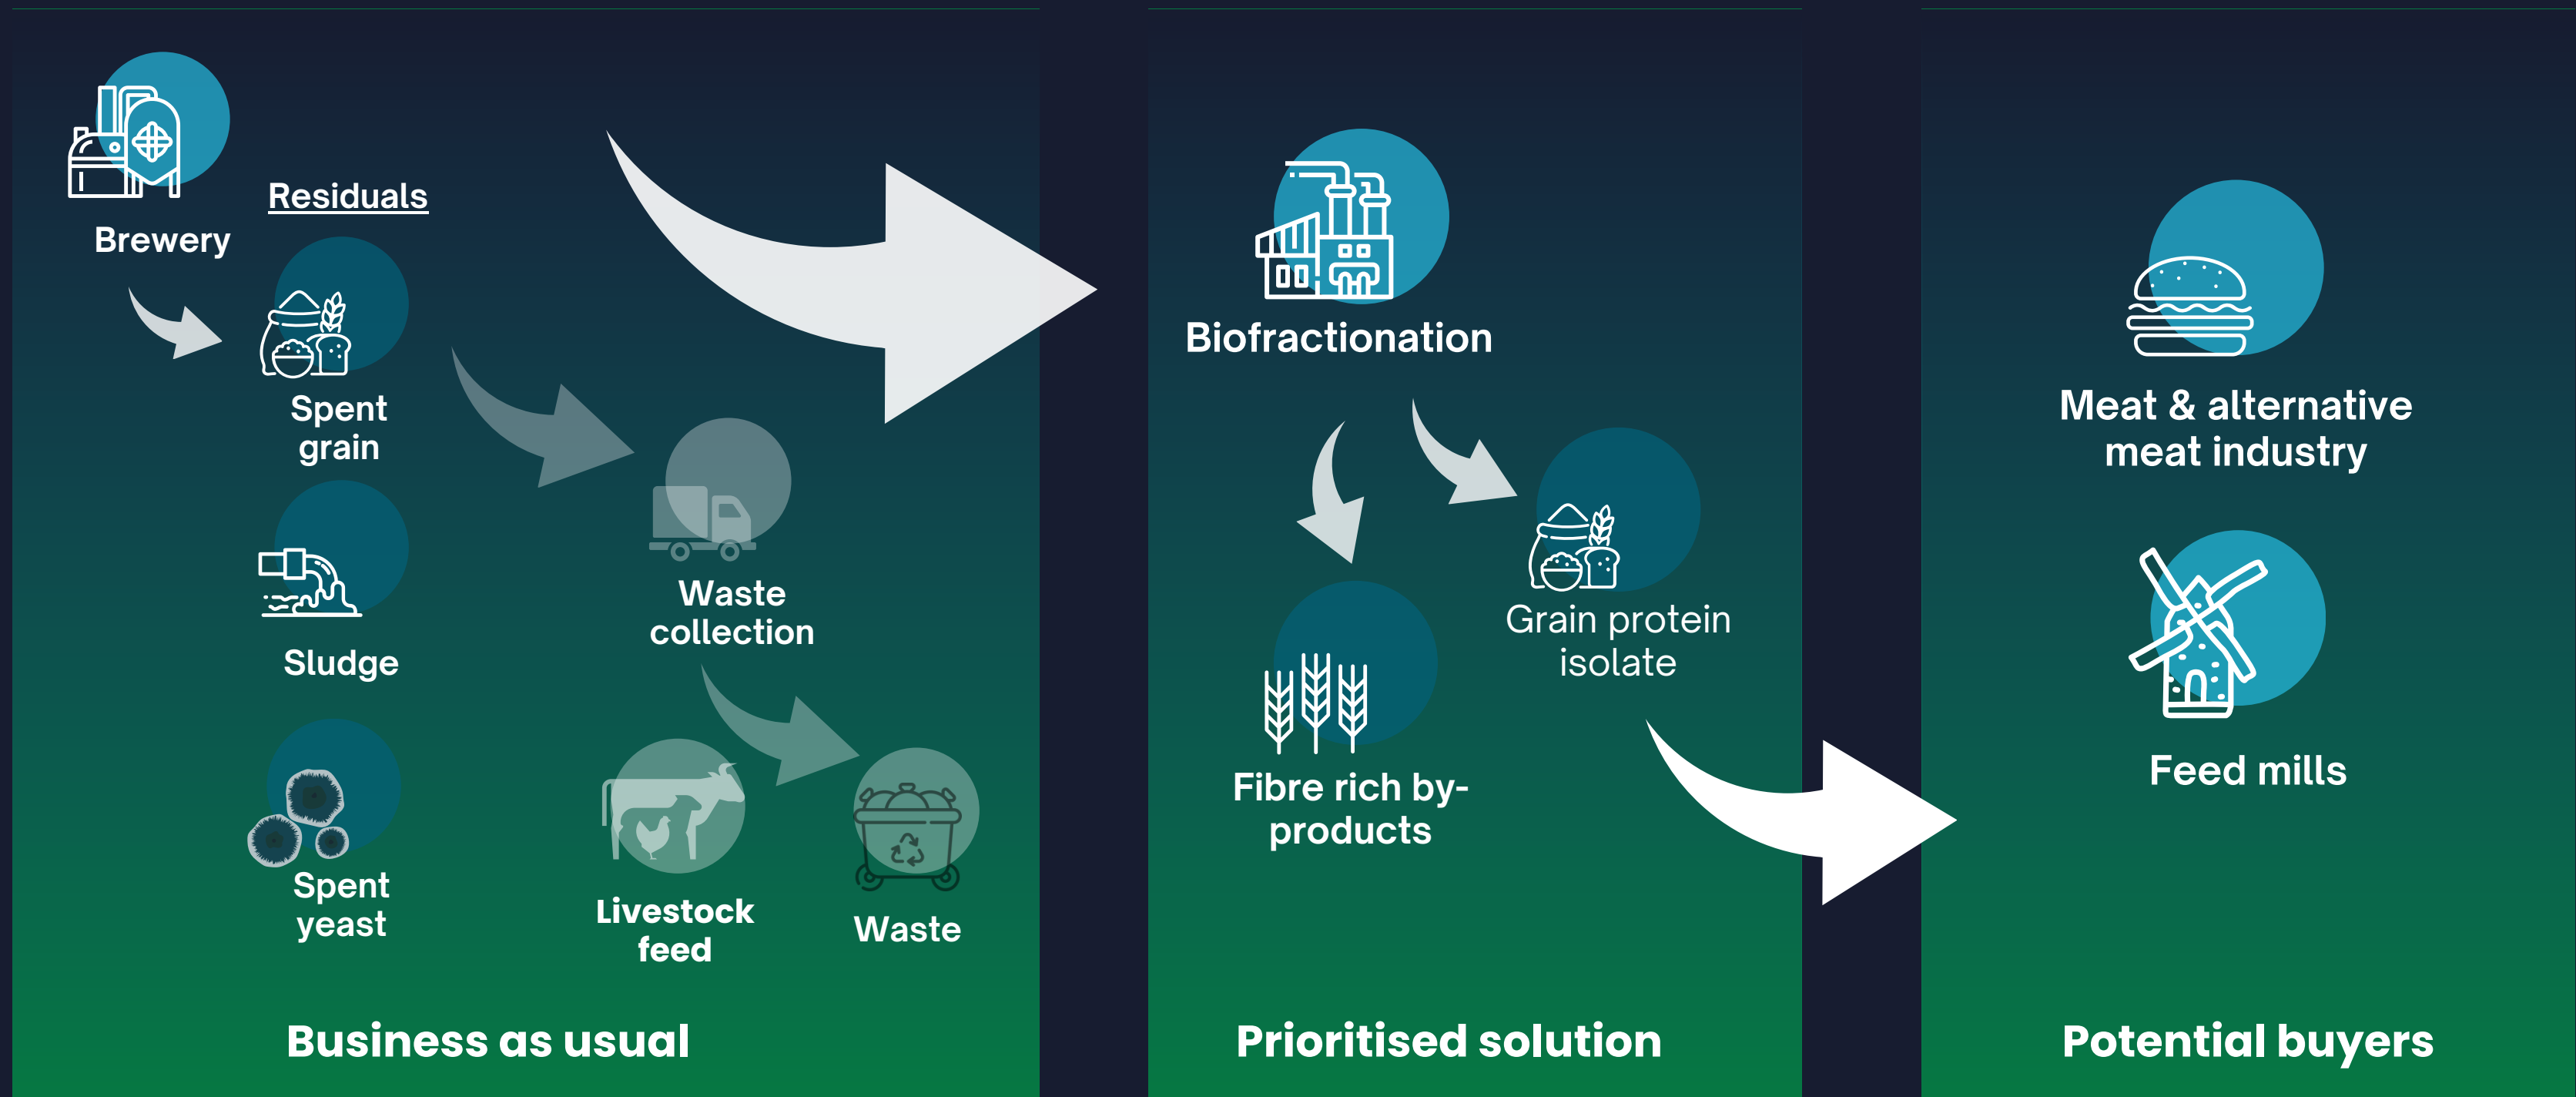 Brewery
Residuals
Spent
grain
Sludge
Spent
yeast
Waste
collection
Livestock
feed
Waste
Business as usual
Biofractionation
Grain protein
isolate
Fibre rich by-
products
Prioritised solution
Meat & alternative
meat industry
Feed mills
Potential buyers